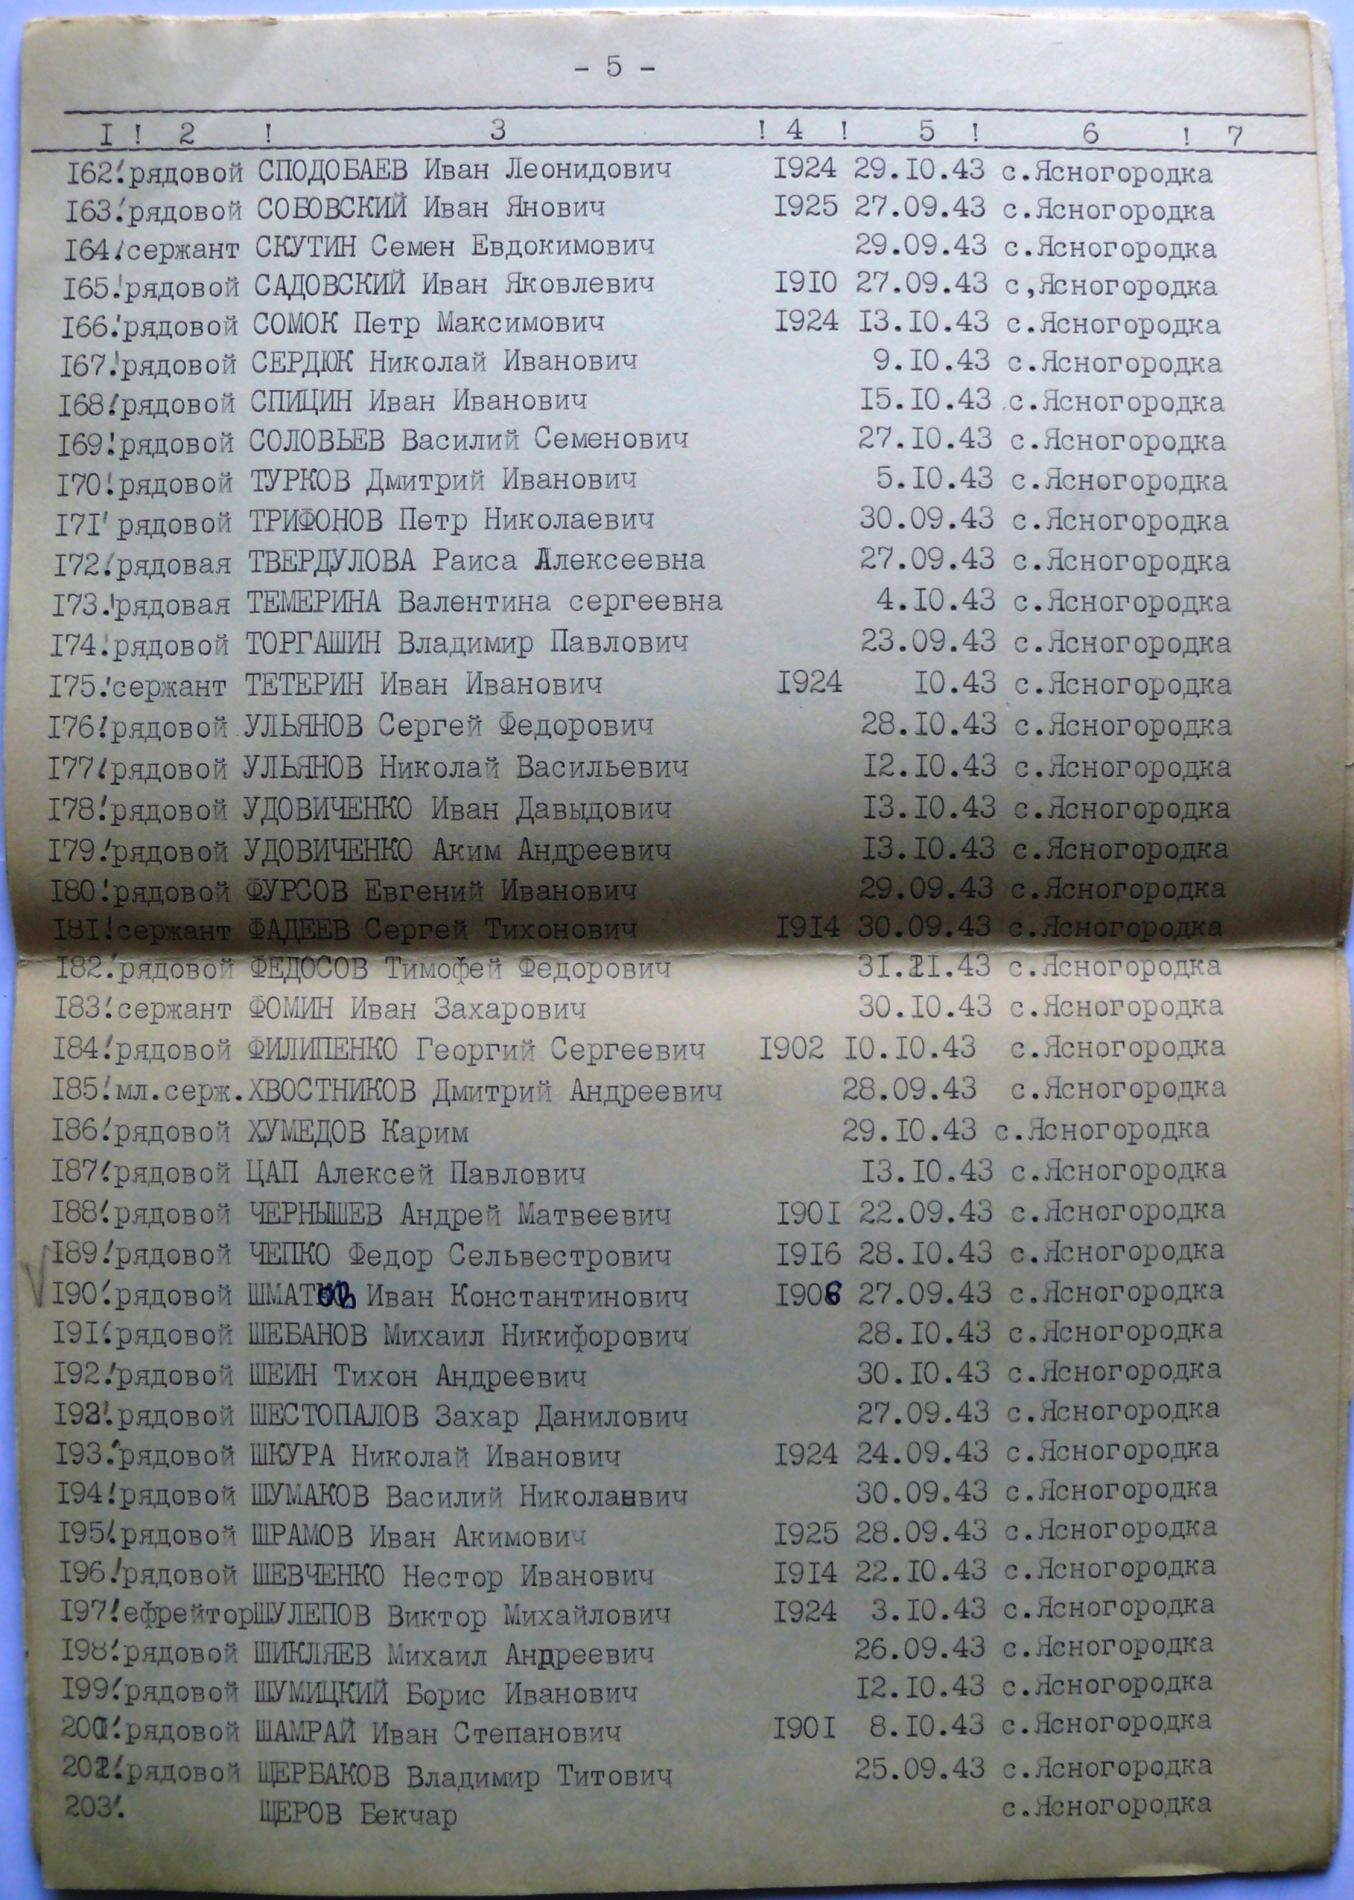 - 5 -
I ! 2 ! 3 ! 4 ! 5 ! 6 ! 7
I62.!рядовой СПОДОБАЕВ Иван Леонидович I924 29.I0.43 с.Ясногородка
I63.!рядовой СОБОВСКИЙ Иван Янович I925 27.09.43 с.Ясногородка
I64.!сержант СКУТИН Семен Евдокимович 29.09.43 с.Ясногородка
I65.!рядовой САДОВСКИЙ Иван Яковлевич I9I0 27.09.43 с,Ясногородка
I66.!рядовой СОМОК Петр Максимович I924 I3.I0.43 с.Ясногородка
I67.!рядовой СЕРДЮК Николай Иванович 9.I0.43 с.Ясногородка
I68.!рядовой СПИЦИН Иван Иванович I5.I0.43 с.Ясногородка
I69.!рядовой СОЛОВЬЕВ Василий Семенович 27.I0.43 с.Ясногородка
I70.!рядовой ТУРКОВ Дмитрий Иванович 5.I0.43 с.Ясногородка
I7I! рядовой ТРИФОНОВ Петр Николаевич 30.09.43 с.Ясногородка
I72.!рядовая ТВЕРДУЛОВА Раиса Алексеевна 27.09.43 с.Ясногородка
I73.!рядовая ТЕМЕРИНА Валентина сергеевна 4.I0.43 с.Ясногородка
I74.!рядовой ТОРГАШИН Владимир Павлович 23.09.43 с.Ясногородка
I75.!сержант ТЕТЕРИН Иван Иванович I924 I0.43 с.Ясногородка
I76.!рядовой УЛЬЯНОВ Сергей Федорович 28.I0.43 с.Ясногородка
I77.!рядовой УЛЬЯНОВ Николай Васильевич I2.I0.43 с.Ясногородка
I78.!рядовой УДОВИЧЕНКО Иван Давыдович I3.I0.43 с.Ясногородка
I79.!рядовой УДОВИЧЕНКО Аким Андреевич I3.I0.43 с.Ясногородка
I80.!рядовой ФУРСОВ Евгений Иванович 29.09.43 с.Ясногородка
I8I.!сержант ФАДЕЕВ Сергей Тихонович I9I4 30.09.43 с.Ясногородка
I82.!рядовой ФЕДОСОВ Тимофей Федорович с.Ясногородка
I83.!сержант ФОМИН Иван Захарович 30.I0.43 с.Ясногородка
I84.!рядовой ФИЛИПЕНКО Георгий Сергеевич I902 I0.I0.43 с.Ясногородка
I85.!мл.серж.ХВОСТНИКОВ Дмитрий Андреевич 28.09.43 с.Ясногородка
I86.!рядовой ХУМЕДОВ Карим 29.I0.43 с.Ясногородка
I87.!рядовой ЦАП Алексей Павлович I3.I0.43 с.Ясногородка
I88.!рядовой ЧЕРНЫШЕВ Андрей Матвеевич I90I 22.09.43 с.Ясногородка
I89.!рядовой ЧЕПКО Федор Сельвестрович I9I6 28.I0.43 с.Ясногородка
I90.!рядовой Иван Константинович I906 27.09.43 с.Ясногородка
I9I.!рядовой ШЕБАНОВ Михаил Никифорович 28.I0.43 с.Ясногородка
I92.!рядовой ШЕИН Тихон Андреевич 30.I0.43 с.Ясногородка
рядовой ШЕСТОПАЛОВ Захар Данилович 27.09.43 с.Ясногородка
I93.!рядовой ШКУРА Николай Иванович I924 24.09.43 с.Ясногородка
I94.!рядовой ШУМАКОВ Василий Николаевич 30.09.43 с.Ясногородка
I95.!рядовой ШРАМОВ Иван Акимович I925 28.09.43 с.Ясногородка
I96.!рядовой ШЕВЧЕНКО Нестор Иванович I9I4 22.I0.43 с.Ясногородка
I97.!ефрейторШУЛЕПОВ Виктор Михайлович I924 3.I0.43 с.Ясногородка
I98.!рядовой ШИКЛЯЕВ Михаил Андреевич 26.09.43 с.Ясногородка
I99.!рядовой ШУМИЦКИЙ Борис Иванович I2.I0.43 с.Ясногородка
рядовой ШАМРАЙ Иван Степанович I90I 8.I0.43 с.Ясногородка
202.!рядовой ЩЕРБАКОВ Владимир Титович 25.09.43 с.Ясногородка
203.! ЩЕРОВ Бекчар с.Ясногородка